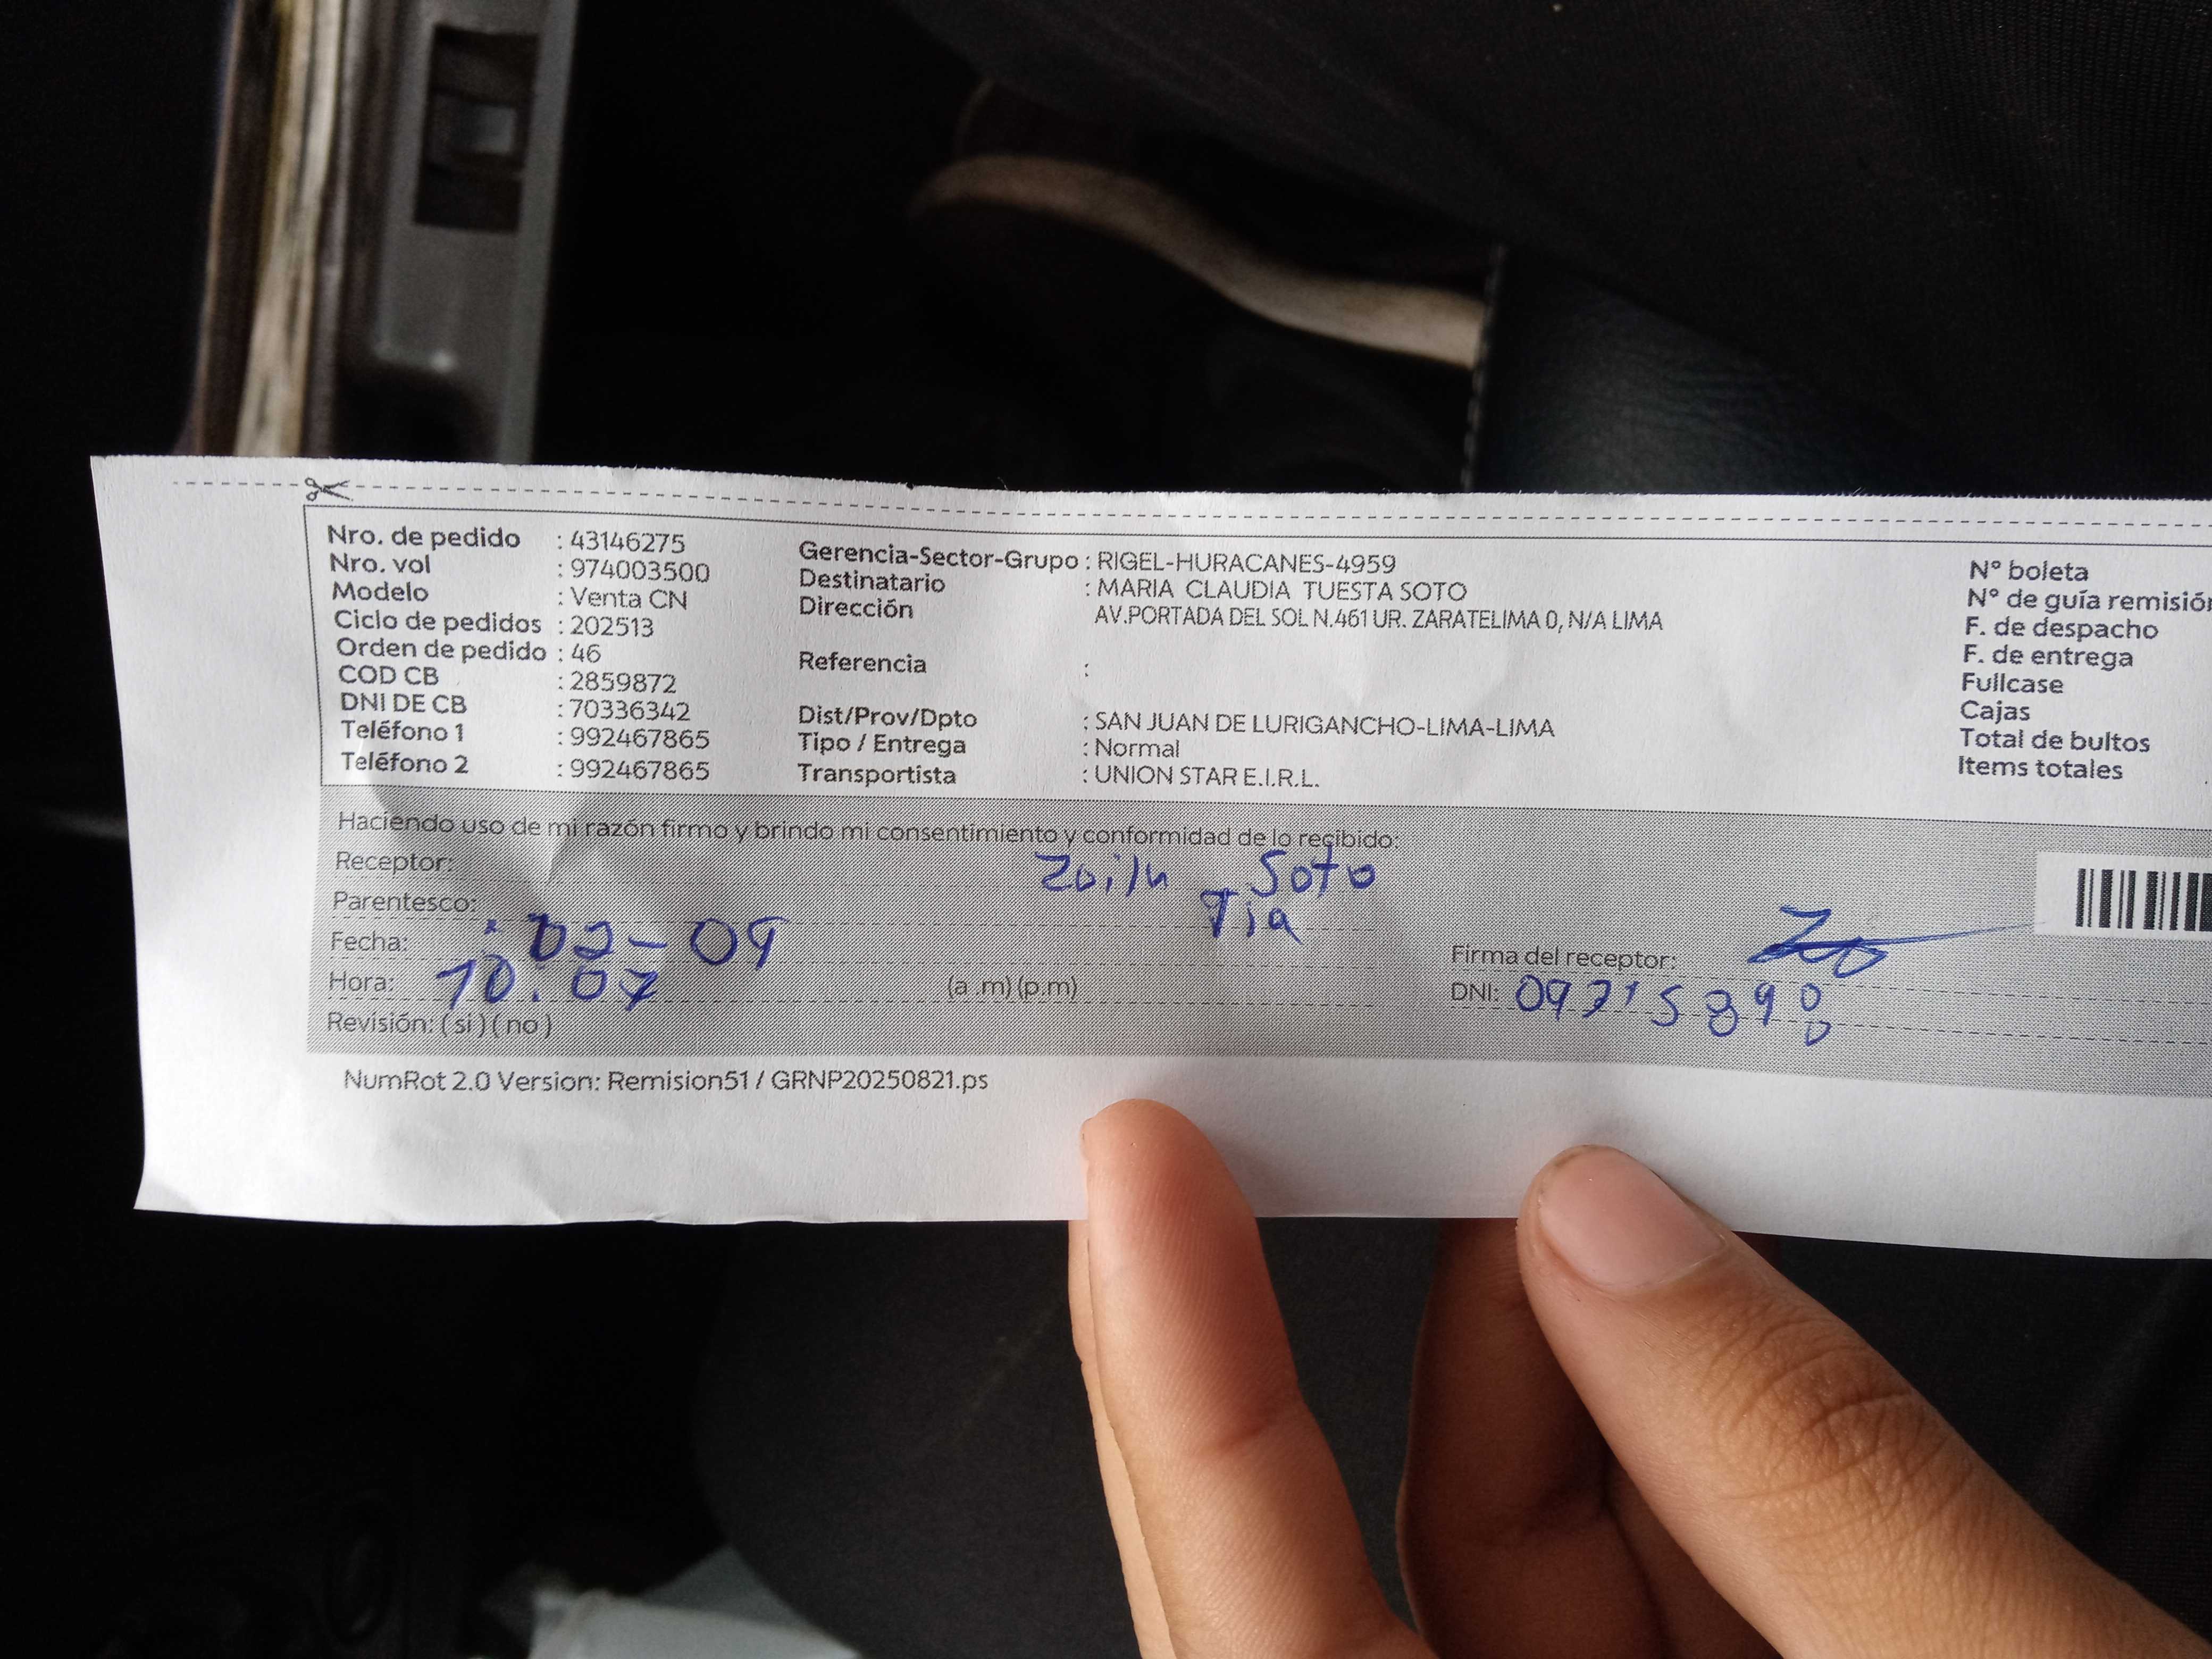 Nro. de pedido : 43146275
Nro. vol : 974003500
Modelo : Venta CN
Ciclo de pedidos : 202513
Orden de pedido : 46
COD CB : 2859872
DNI DE CB : 70336342
Teléfono 1 : 992467865
Teléfono 2 : 992467865
Gerencia-Sector-Grupo : RIGEL-HURACANES-4959
Destinatario : MARIA CLAUDIA TUESTA SOTO
Dirección AV.PORTADA DEL SOL N.461 UR. ZARATELIMA 0, N/A LIMA
Referencia :
Dist/Prov/Dpto : SAN JUAN DE LURIGANCHO-LIMA-LIMA
Tipo / Entrega : Normal
Transportista : UNION STAR E.I.R.L.
N° boleta
N° de guía remisión
F. de despacho
F. de entrega
Fullcase
Cajas
Total de bultos
Items totales
Haciendo uso de mi razón firmo y brindo mi consentimiento y conformidad de lo recibido:
Receptor: Soto
Parentesco: Tia
Fecha: 02-09
Hora: 10:07 (a .m) (p.m)
Revisión: ( si ) ( no )
Firma del receptor:
DNI:
NumRot 2.0 Version: Remision51 / GRNP20250821.ps